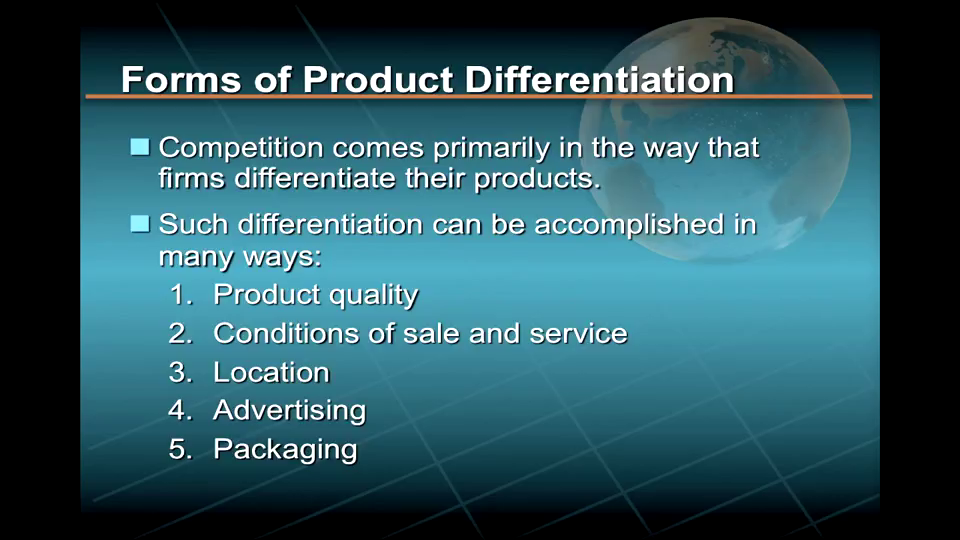 Forms of Product Differentiation
Competition comes primarily in the way that
firms differentiate their products.
Such differentiation can be accomplished in
many ways:
1. Product quality
2. Conditions of sale and service
3. Location
4. Advertising
5. Packaging